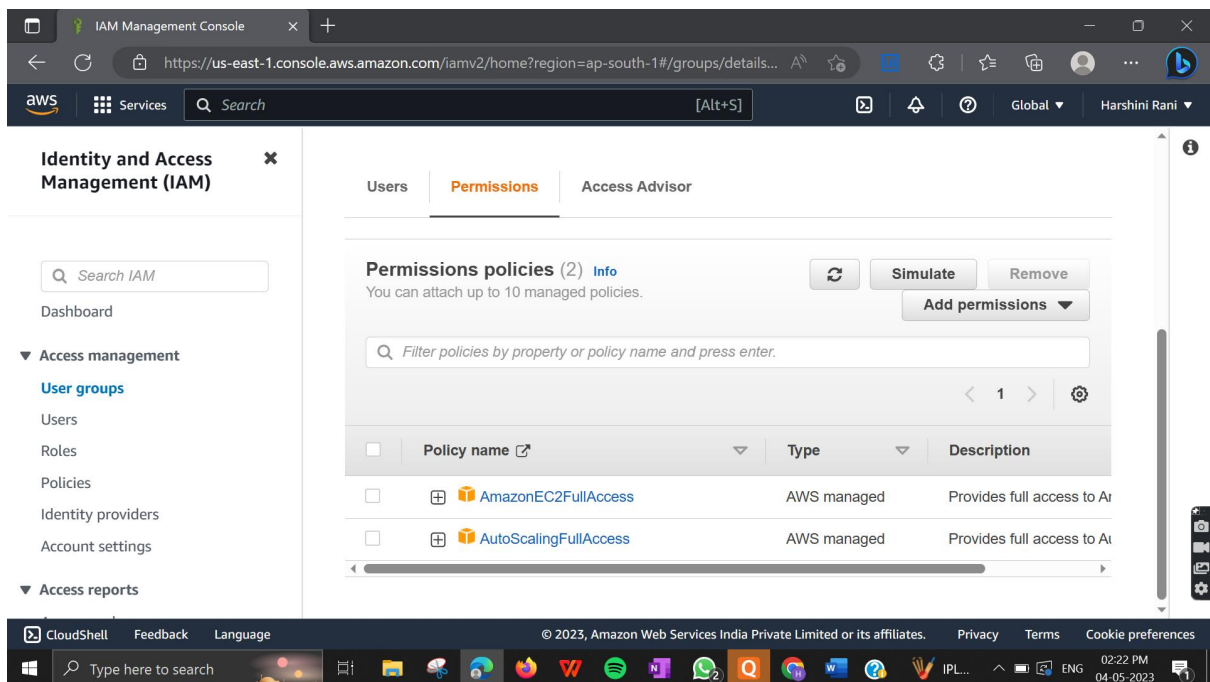 IAM Management Console
https://us-east-1.console.aws.amazon.com/iamv2/home?region=ap-south-1#/groups/details...
aws Services Search [Alt+S] Global Harshini Rani
Identity and Access
Management (IAM)
Search IAM
Dashboard
Access management
User groups
Users
Roles
Policies
Identity providers
Account settings
Access reports
Users Permissions Access Advisor
Permissions policies (2) Info
You can attach up to 10 managed policies.
Simulate Remove
Add permissions
Filter policies by property or policy name and press enter.
1
Policy name Type Description
AmazonEC2FullAccess AWS managed Provides full access to
AutoScalingFullAccess AWS managed Provides full access to
CloudShell Feedback Language © 2023, Amazon Web Services India Private Limited or its affiliates. Privacy Terms Cookie preferences
Type here to search IPL... ENG 02:22 PM
04-05-2023